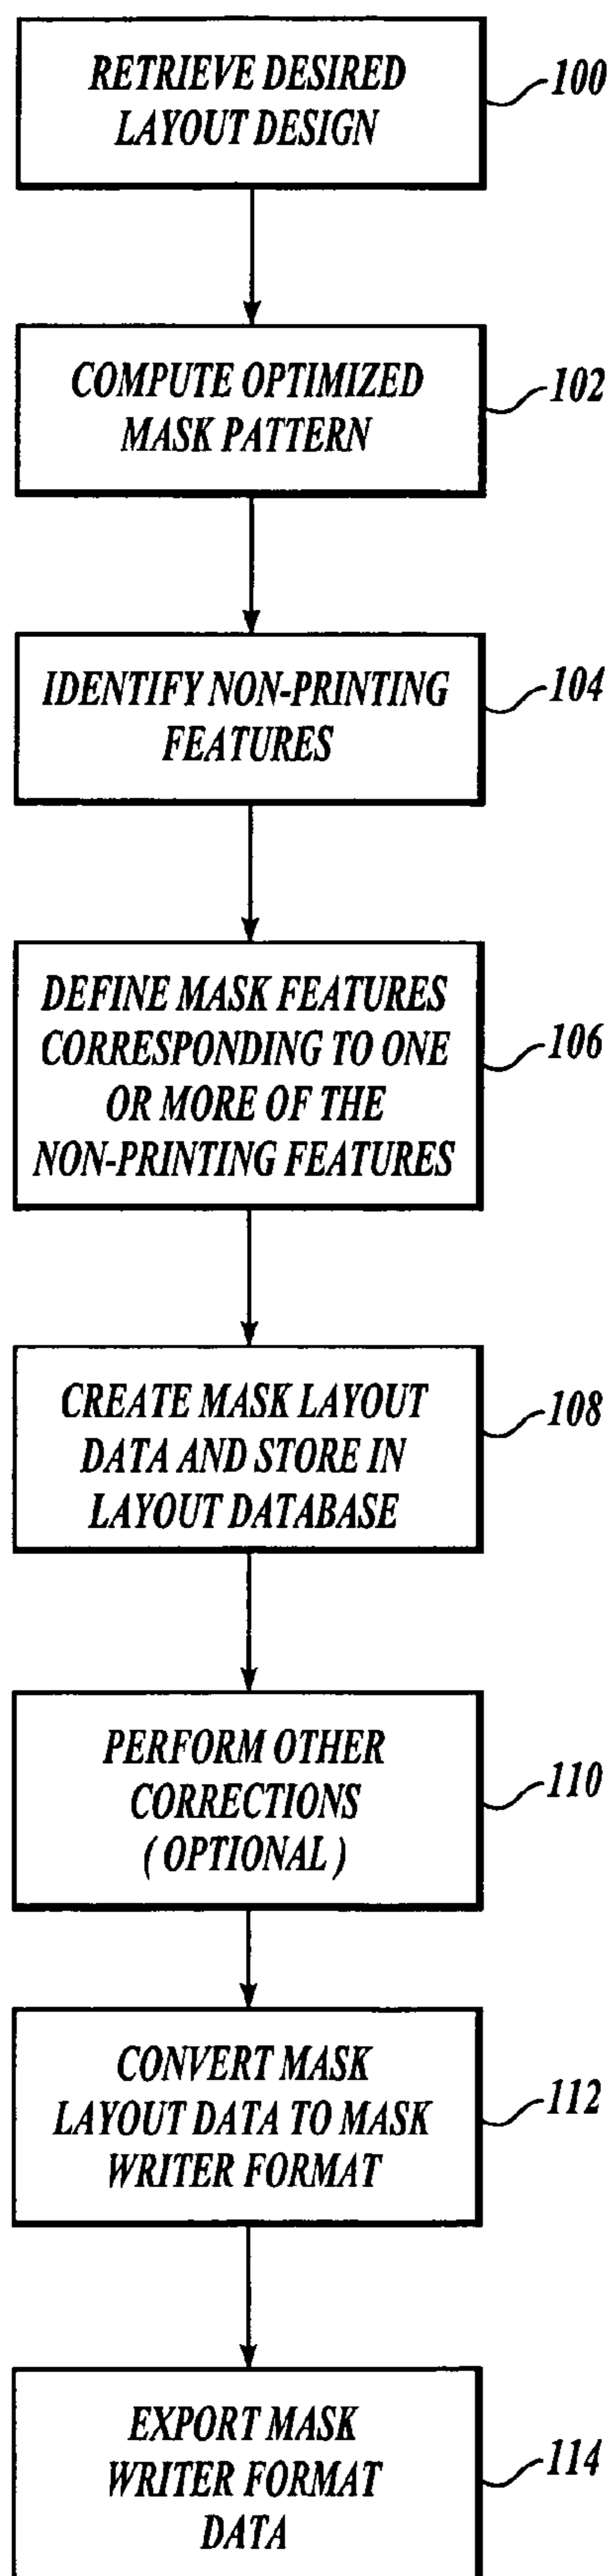 RETRIEVE DESIRED
LAYOUT DESIGN
100
COMPUTE OPTIMIZED
MASK PATTERN
102
IDENTIFY NON-PRINTING
FEATURES
104
DEFINE MASK FEATURES
CORRESPONDING TO ONE
OR MORE OF THE
NON-PRINTING FEATURES
106
CREATE MASK LAYOUT
DATA AND STORE IN
LAYOUT DATABASE
108
PERFORM OTHER
CORRECTIONS
( OPTIONAL )
110
CONVERT MASK
LAYOUT DATA TO MASK
WRITER FORMAT
112
EXPORT MASK
WRITER FORMAT
DATA
114